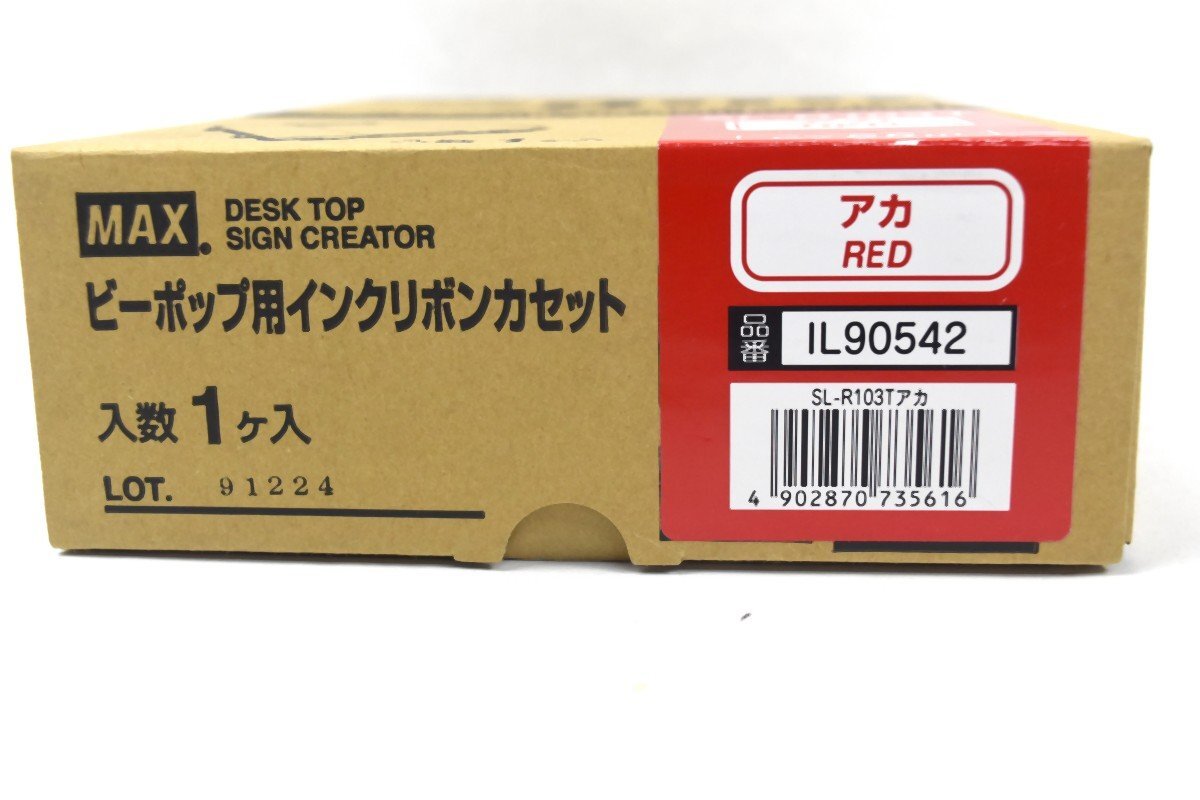 MAX
DESK TOP
SIGN CREATOR
ビーポップ用インクリボンカセット
入数 1ヶ入
LOT. 91224
アカ
RED
品番 IL90542
SL-R103Tアカ
4 902870 735616